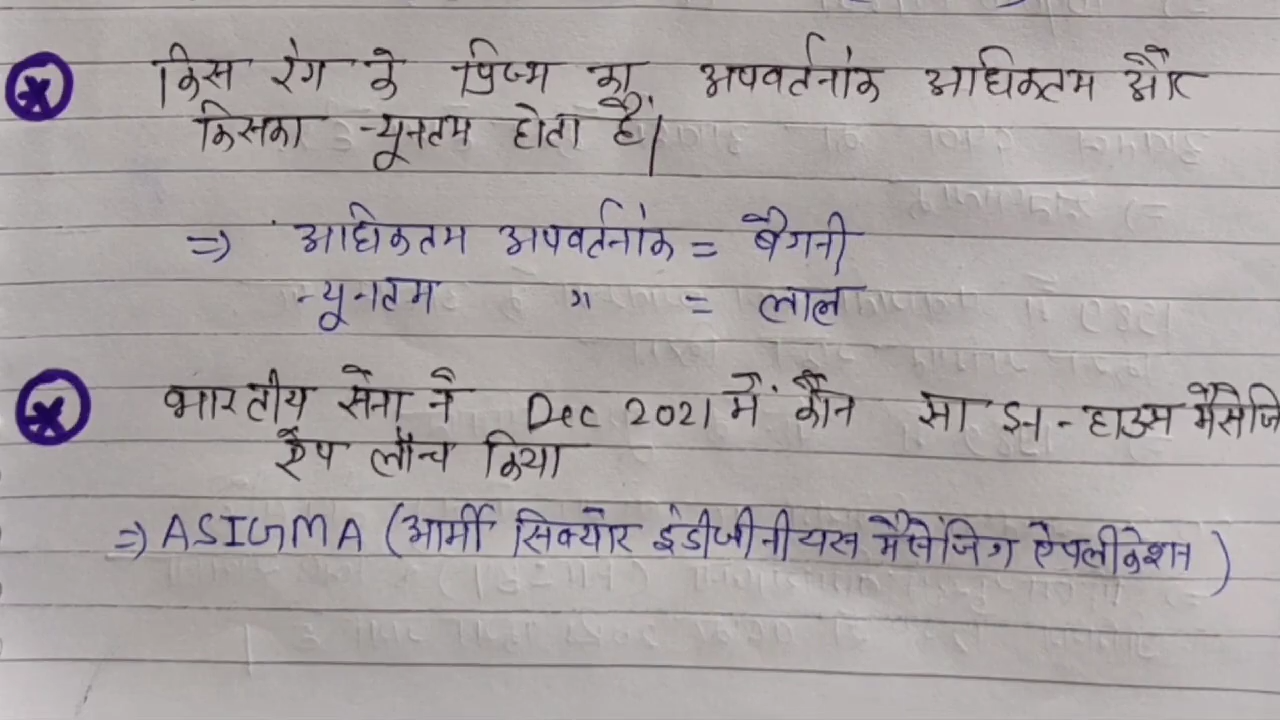 किस रंग के प्रिज्म का अपवर्तनांक अधिकतम और
किसका न्यूनतम होता है।
=> अधिकतम अपवर्तनांक = बैगनी
न्यूनतम " = लाल
भारतीय सेना ने Dec 2021 में कौन सा इन-हाउस मैसेजि
ऐप लॉन्च किया
=> ASIGMA (आर्मी सिक्योर इंडीजीनीयस मैसेंजिग ऐपलीकेशन)